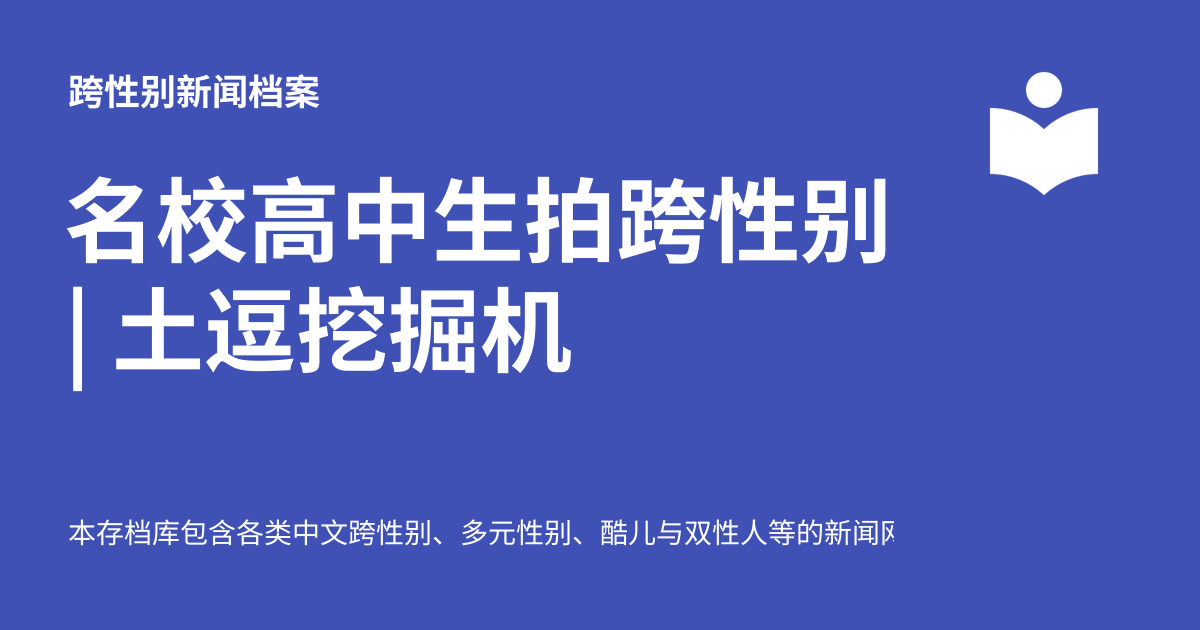 跨性别新闻档案
名校高中生拍跨性别
| 土逗挖掘机
本存档库包含各类中文跨性别、多元性别、酷儿与双性人等的新闻网